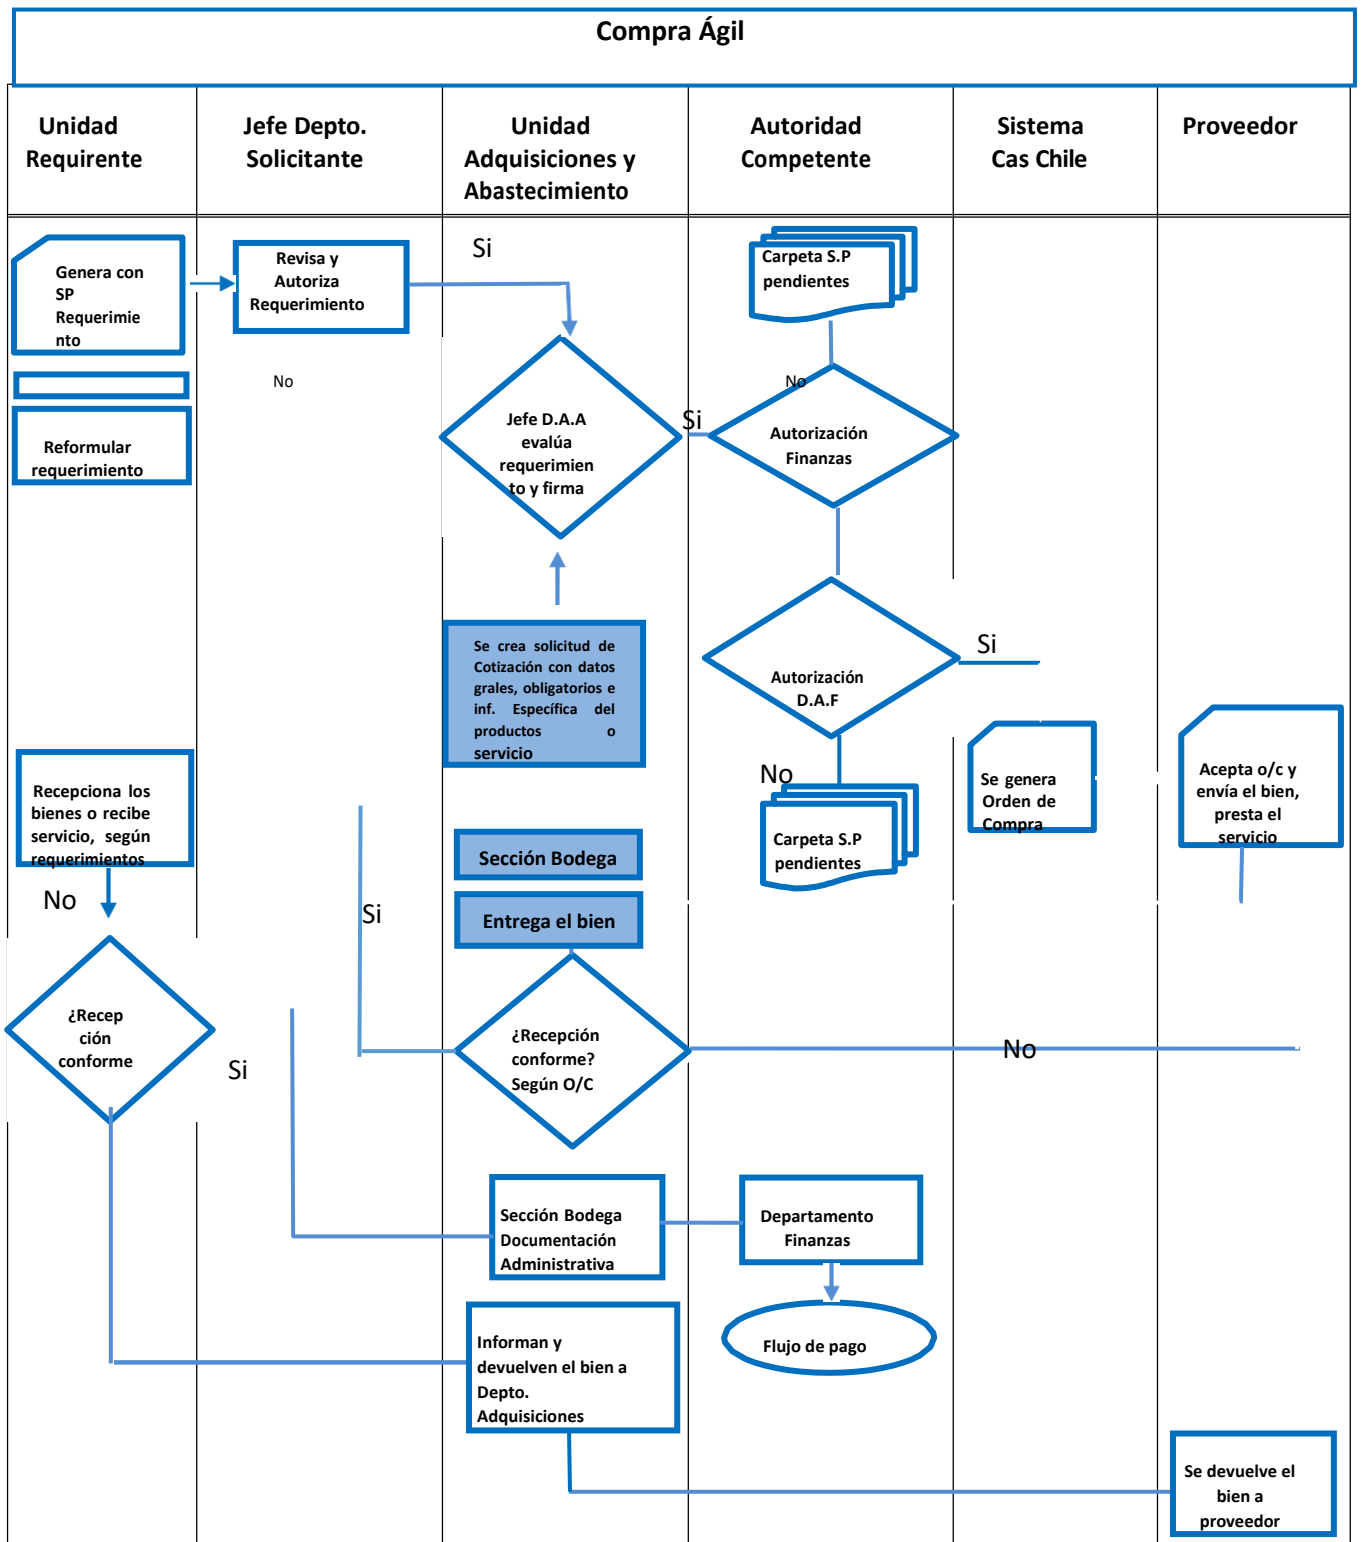 Compra Ágil
Unidad
Requirente
Jefe Depto.
Solicitante
Unidad
Adquisiciones y
Abastecimiento
Autoridad
Competente
Sistema
Cas Chile
Proveedor
Genera con
SP
Requerimie
nto
Revisa y
Autoriza
Requerimiento
Si
Carpeta S.P
pendientes
No
No
Reformular
requerimiento
Jefe D.A.A
evalúa
requerimien
to y firma
Si
Autorización
Finanzas
Se crea solicitud de
Cotización con datos
grales, obligatorios e
inf. Específica del
productos o
servicio
Autorización
D.A.F
Si
No
Carpeta S.P
pendientes
Se genera
Orden de
Compra
Acepta o/c y
envía el bien,
presta el
servicio
Recepciona los
bienes o recibe
servicio, según
requerimientos
No
Si
Sección Bodega
Entrega el bien
¿Recep
ción
conforme
Si
¿Recepción
conforme?
Según O/C
No
Sección Bodega
Documentación
Administrativa
Departamento
Finanzas
Flujo de pago
Informan y
devuelven el bien a
Depto.
Adquisiciones
Se devuelve el
bien a
proveedor